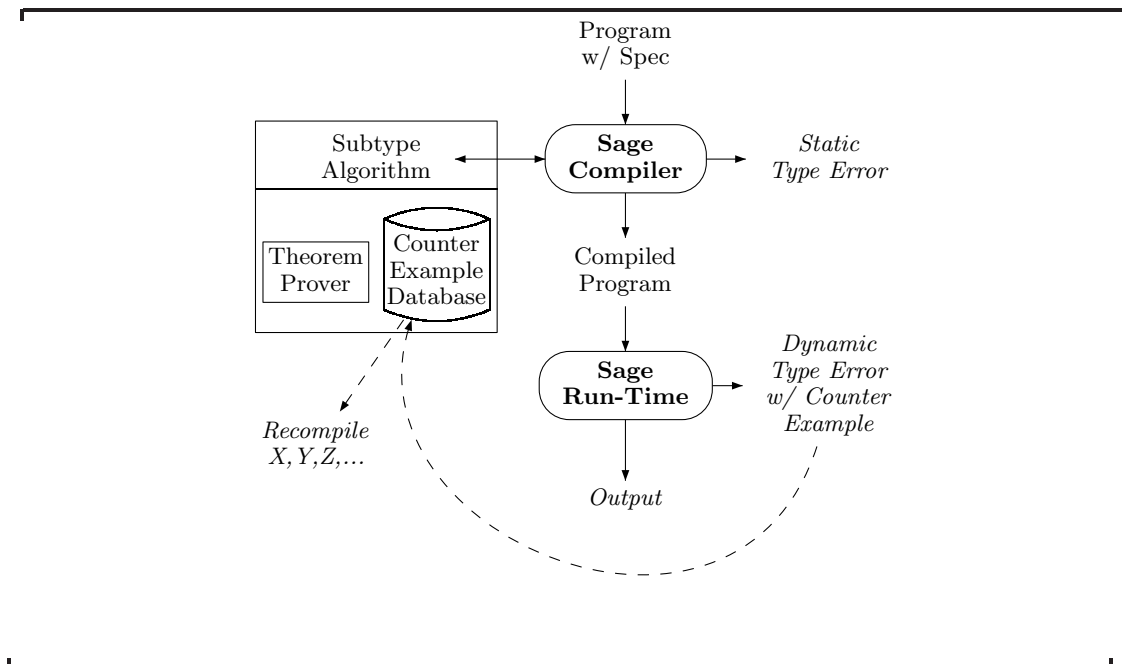 Program
w/ Spec
Subtype
Algorithm
Sage
Compiler
Static
Type Error
Theorem
Prover
Counter
Example
Database
Compiled
Program
Sage
Run-Time
Dynamic
Type Error
w/ Counter
Example
Recompile
X,Y,Z,...
Output